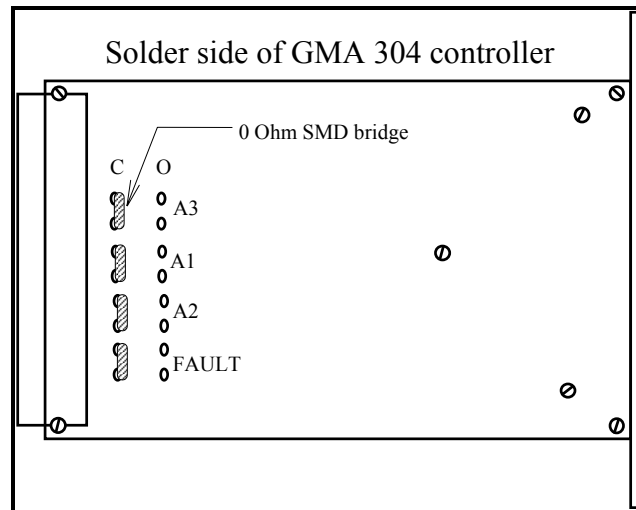 Solder side of GMA 304 controller
0 Ohm SMD bridge
C O
A3
A1
A2
FAULT